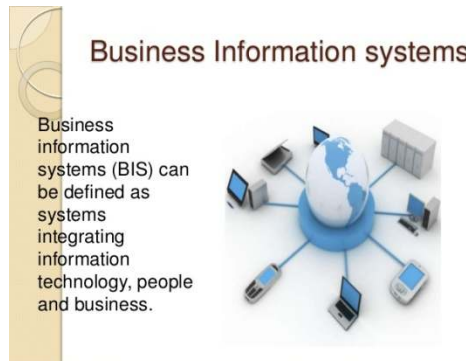 Business Information systems
Business
information
systems (BIS) can
be defined as
systems
integrating
information
technology, people
and business.